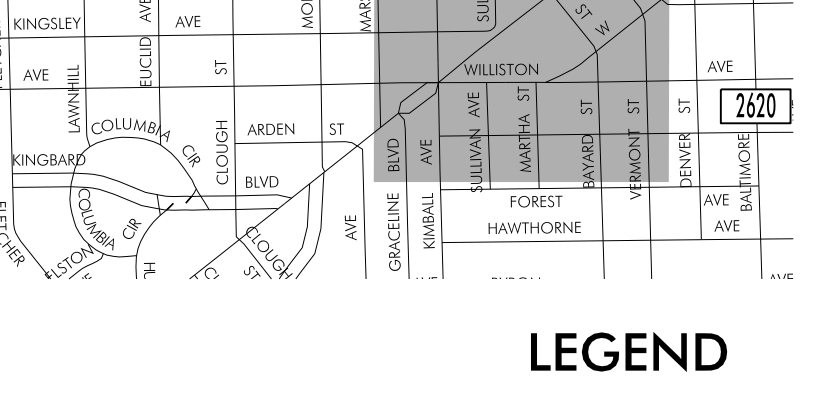 KINGSLEY AVE
AVE
EUCLID
ST
W
WILLISTON
AVE
AVE
LAWNHILL
ST
2620
COLUMBIA
CIR
CLOUGH
ARDEN ST
KINGBARD
BLVD
BLVD
AVE
AVE
SULLIVAN
ST
MARTHA
ST
BAYARD
ST
VERMONT
ST
DENVER
BALTIMORE
COLUMBIA
CIR
CLOUGH
ST
AVE
GRACELINE
KIMBALL
FOREST
AVE
HAWTHORNE
AVE
ELSTON
LEGEND